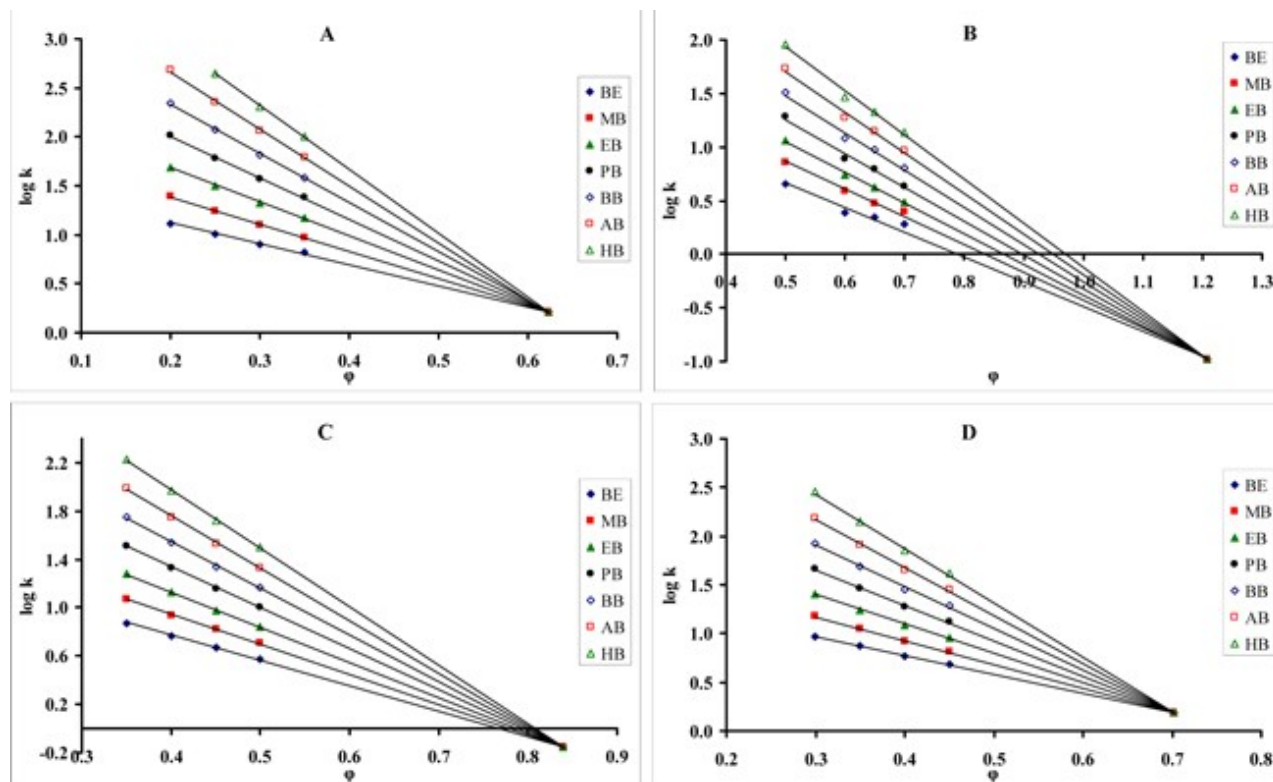 A
3.0
2.5
2.0
1.5
1.0
0.5
0.0
log k
0.1 0.2 0.3 0.4 0.5 0.6 0.7
φ
BE
MB
EB
PB
BB
AB
HB
B
2.0
1.5
1.0
0.5
0.0
-0.5
-1.0
log k
0.4 0.5 0.6 0.7 0.8 0.9 1.0 1.1 1.2 1.3
φ
BE
MB
EB
PB
BB
AB
HB
C
2.2
1.8
1.4
1.0
0.6
0.2
-0.2
log k
0.3 0.4 0.5 0.6 0.7 0.8 0.9
φ
BE
MB
EB
PB
BB
AB
HB
D
3.0
2.5
2.0
1.5
1.0
0.5
0.0
log k
0.2 0.3 0.4 0.5 0.6 0.7 0.8
φ
BE
MB
EB
PB
BB
AB
HB